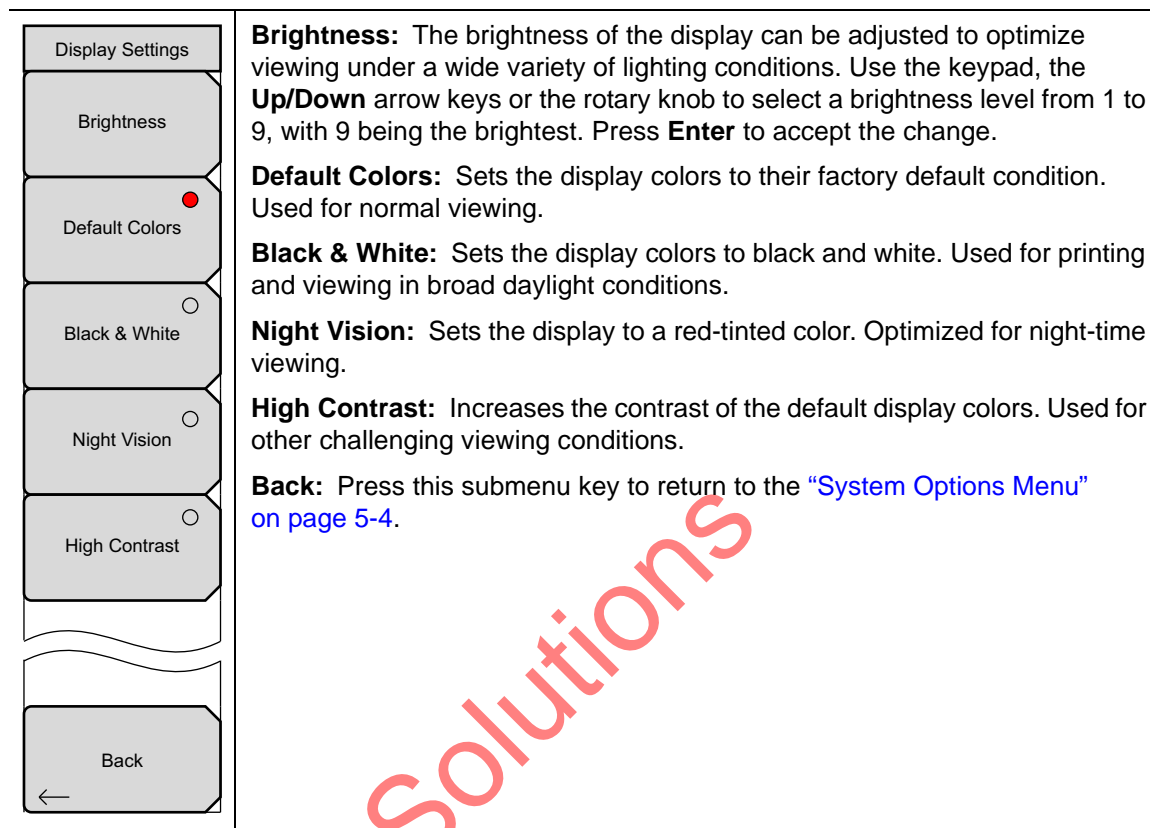 Display Settings
Brightness
Default Colors
Black & White
Night Vision
High Contrast
Back
Brightness: The brightness of the display can be adjusted to optimize
viewing under a wide variety of lighting conditions. Use the keypad, the
Up/Down arrow keys or the rotary knob to select a brightness level from 1 to
9, with 9 being the brightest. Press Enter to accept the change.
Default Colors: Sets the display colors to their factory default condition.
Used for normal viewing.
Black & White: Sets the display colors to black and white. Used for printing
and viewing in broad daylight conditions.
Night Vision: Sets the display to a red-tinted color. Optimized for night-time
viewing.
High Contrast: Increases the contrast of the default display colors. Used for
other challenging viewing conditions.
Back: Press this submenu key to return to the “System Options Menu”
on page 5-4.
Solutions